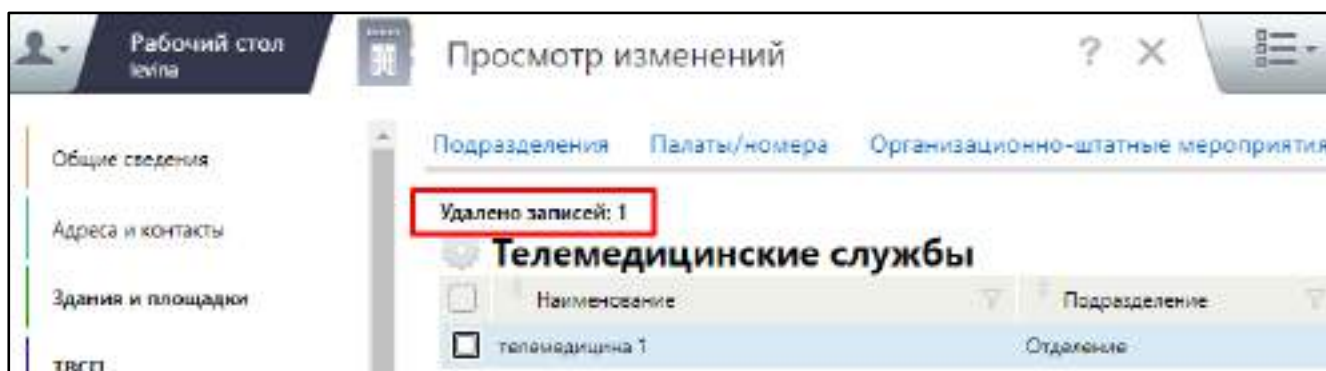 Рабочий стол
levina
Просмотр изменений
? ×
Общие сведения
Адреса и контакты
Здания и площадки
ТВСП
Подразделения Палаты/номера Организационно-штатные мероприятия
Удалено записей: 1
Телемедицинские службы
Наименование Подразделение
телемедицина 1 Отделение